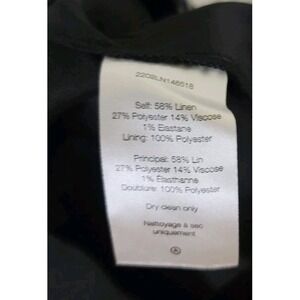 Self: 58% Linen
27% Polyester 14% Viscose
1% Elastane
Lining: 100% Polyester
Principal: 58% Lin
27% Polyester 14% Viscose
1% Elasthanne
Doublure: 100% Polyester
Dry clean only
Nettoyage à sec
uniquement